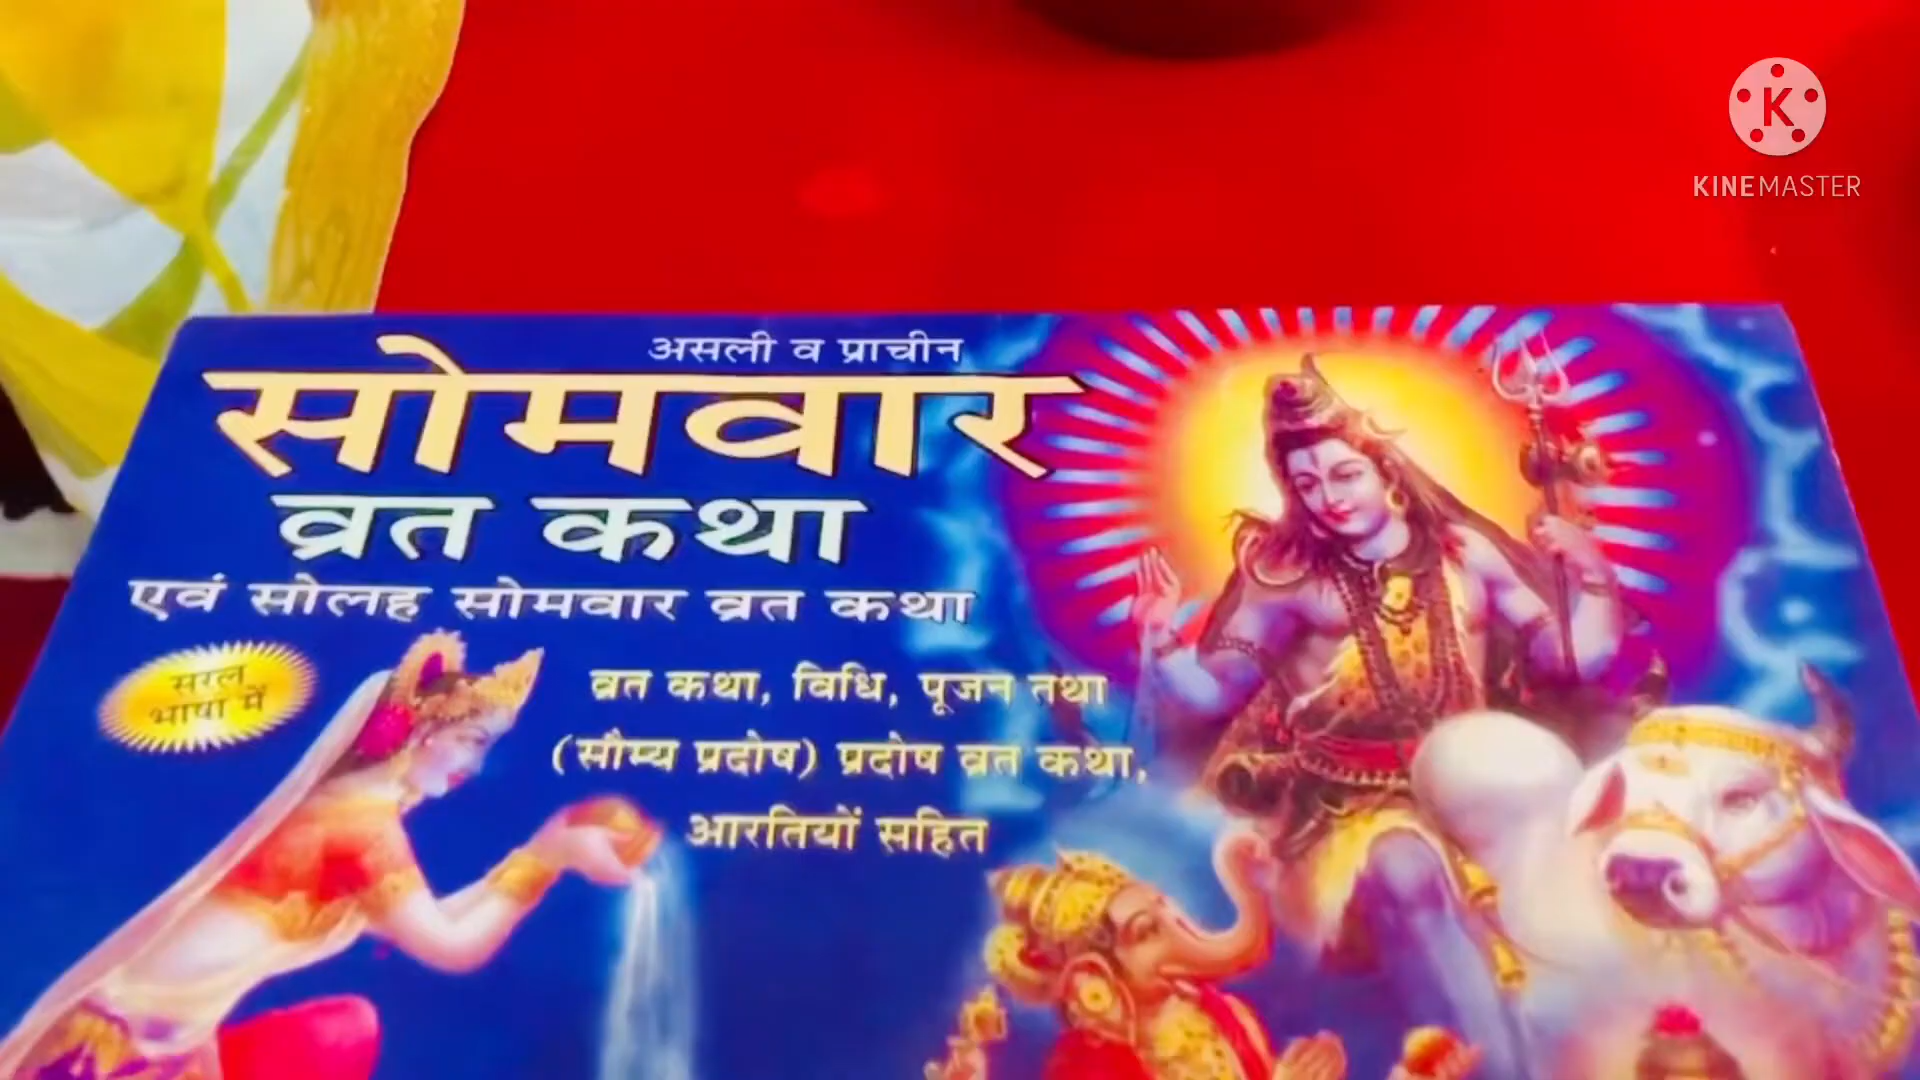 K
KINEMASTER
असली व प्राचीन
सोमवार
व्रत कथा
एवं सोलह सोमवार व्रत कथा
सरल
भाषा में
व्रत कथा, विधि, पूजन तथा
(सौम्य प्रदोष) प्रदोष व्रत कथा,
आरतियों सहित